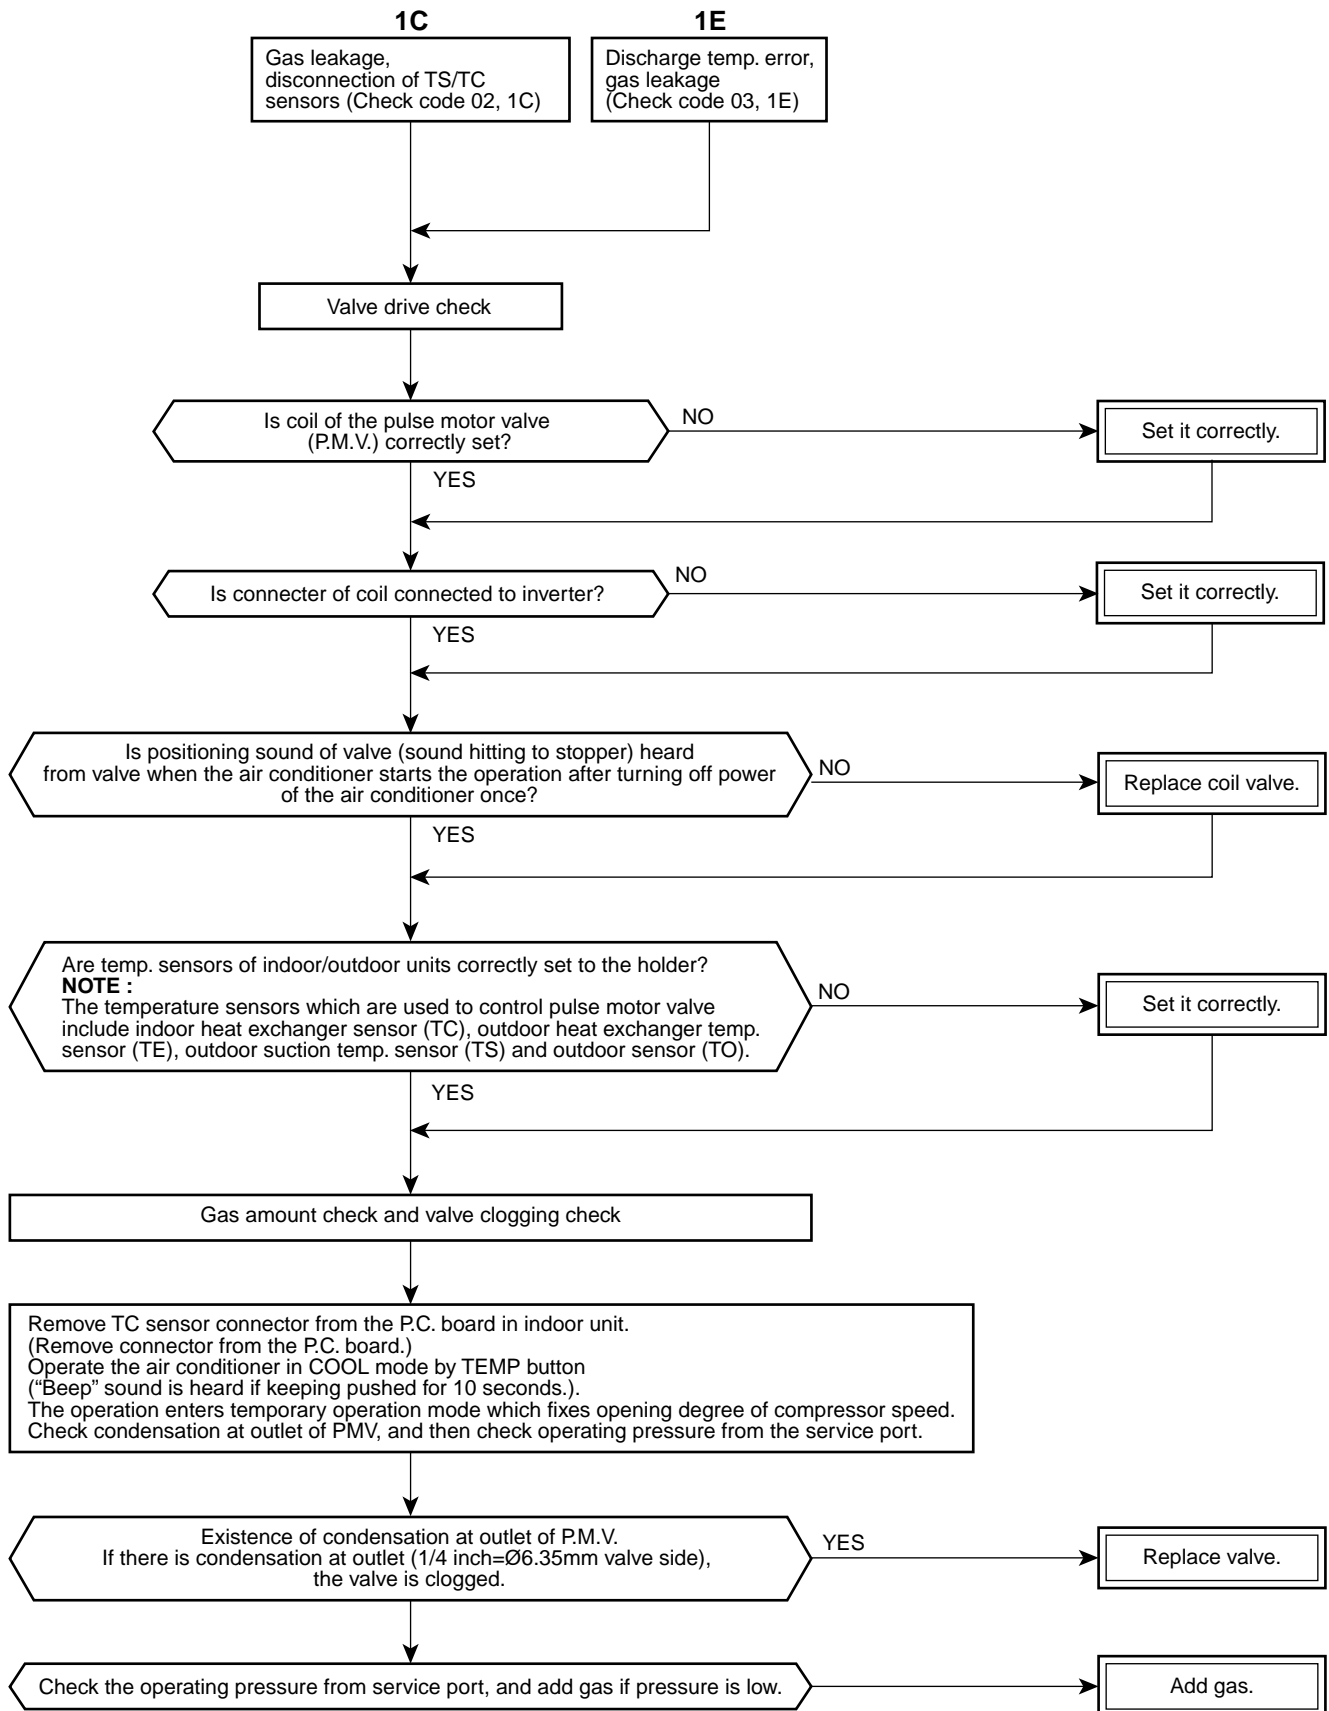 1C
1E
Gas leakage,
disconnection of TS/TC
sensors (Check code 02, 1C)
Discharge temp. error,
gas leakage
(Check code 03, 1E)
Valve drive check
Is coil of the pulse motor valve
(P.M.V.) correctly set?
NO
Set it correctly.
YES
Is connecter of coil connected to inverter?
NO
Set it correctly.
YES
Is positioning sound of valve (sound hitting to stopper) heard
from valve when the air conditioner starts the operation after turning off power
of the air conditioner once?
NO
Replace coil valve.
YES
Are temp. sensors of indoor/outdoor units correctly set to the holder?
NOTE :
The temperature sensors which are used to control pulse motor valve
include indoor heat exchanger sensor (TC), outdoor heat exchanger temp.
sensor (TE), outdoor suction temp. sensor (TS) and outdoor sensor (TO).
NO
Set it correctly.
YES
Gas amount check and valve clogging check
Remove TC sensor connector from the P.C. board in indoor unit.
(Remove connector from the P.C. board.)
Operate the air conditioner in COOL mode by TEMP button
(“Beep” sound is heard if keeping pushed for 10 seconds.).
The operation enters temporary operation mode which fixes opening degree of compressor speed.
Check condensation at outlet of PMV, and then check operating pressure from the service port.
Existence of condensation at outlet of P.M.V.
If there is condensation at outlet (1/4 inch=Ø6.35mm valve side),
the valve is clogged.
YES
Replace valve.
Check the operating pressure from service port, and add gas if pressure is low.
Add gas.